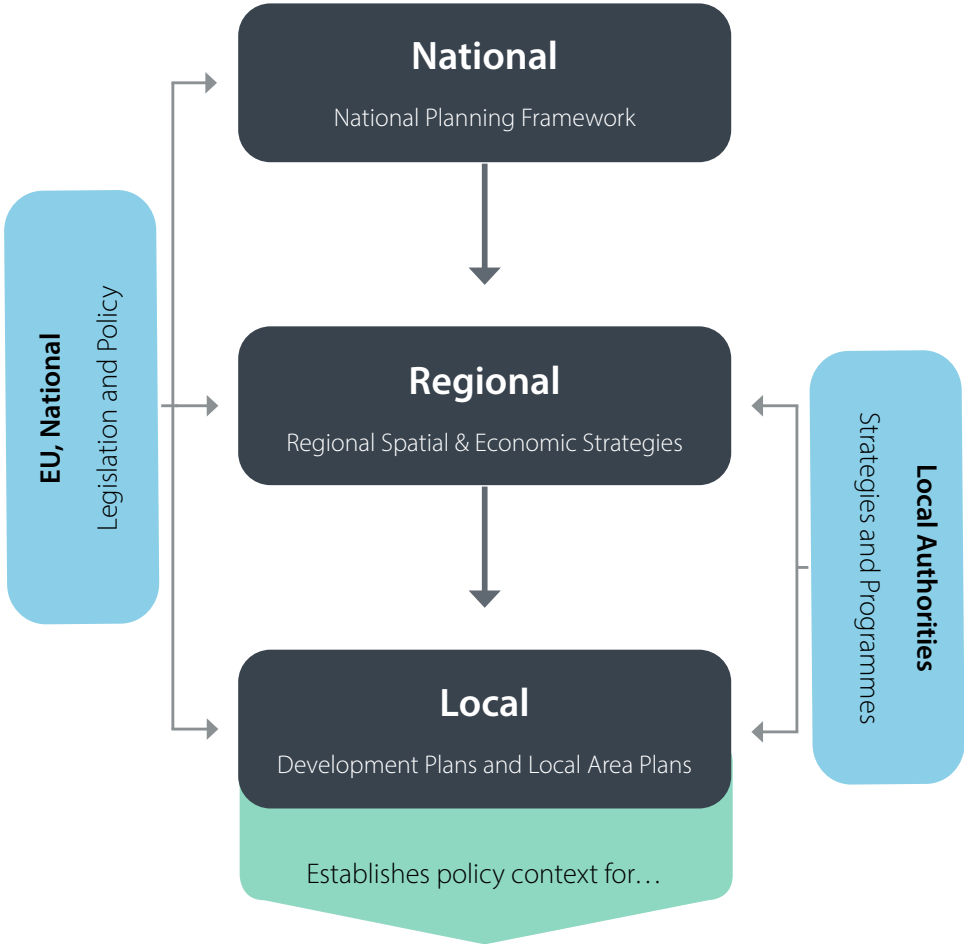 National
National Planning Framework
EU, National
Legislation and Policy
Regional
Regional Spatial & Economic Strategies
Local Authorities
Strategies and Programmes
Local
Development Plans and Local Area Plans
Establishes policy context for…